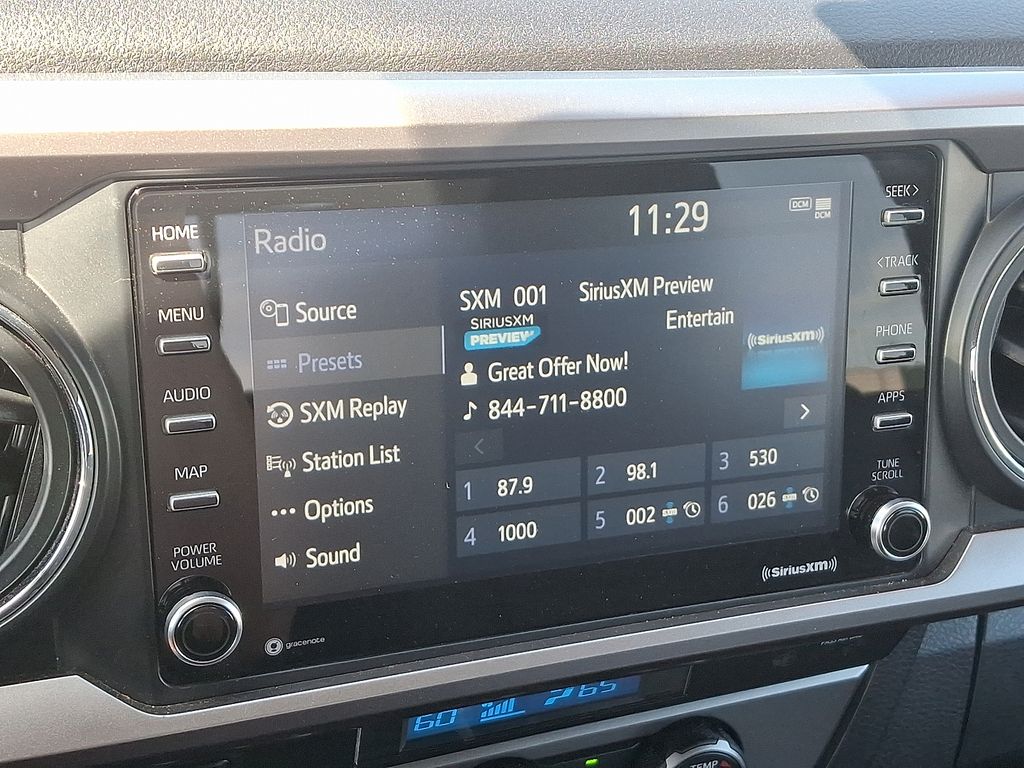 HOME
MENU
AUDIO
MAP
POWER
VOLUME
Radio
11:29
DCM
DCM
Source
Presets
SXM Replay
Station List
Options
Sound
SXM 001
SiriusXM Preview
SIRIUSXM
PREVIEW
Entertain
Great Offer Now!
844-711-8800
((SiriusXM))
1 87.9
2 98.1
3 530
4 1000
5 002
6 026
SEEK>
<TRACK
PHONE
APPS
TUNE
SCROLL
((SiriusXM))
gracenote
60
65
TEMP